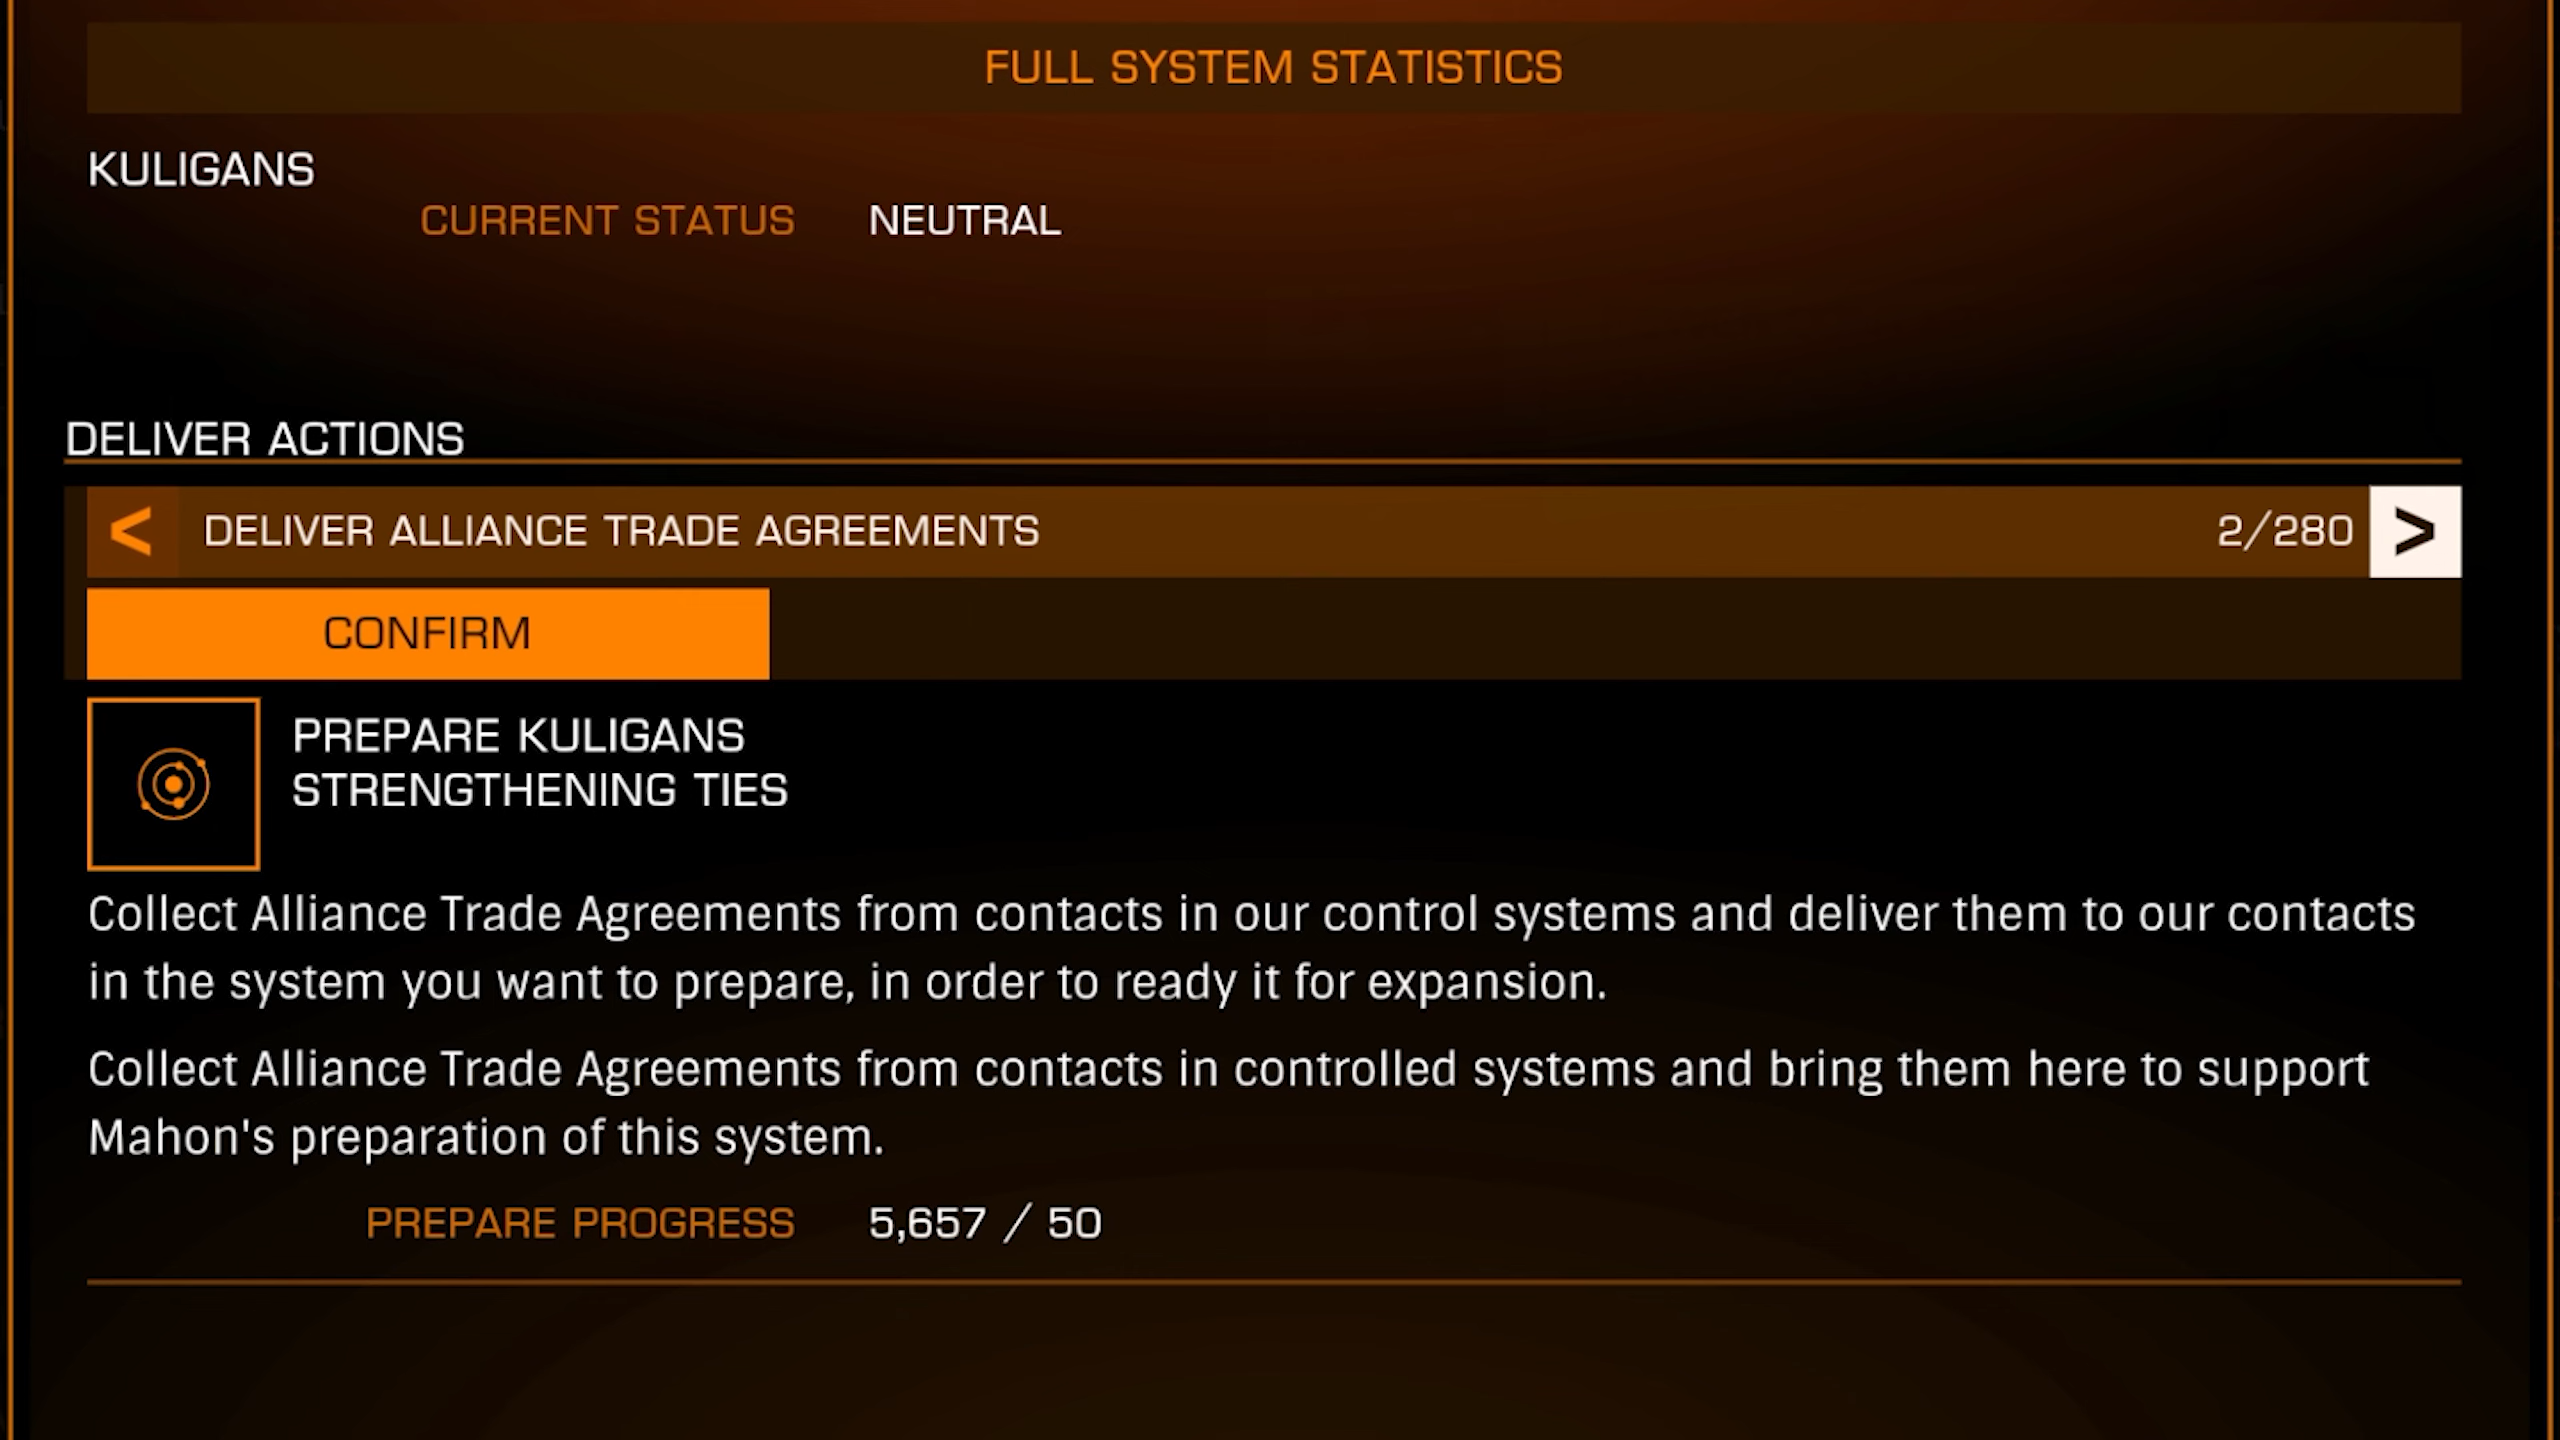 FULL SYSTEM STATISTICS
KULIGANS
CURRENT STATUS NEUTRAL
DELIVER ACTIONS
< DELIVER ALLIANCE TRADE AGREEMENTS 2/280 >
CONFIRM
PREPARE KULIGANS
STRENGTHENING TIES
Collect Alliance Trade Agreements from contacts in our control systems and deliver them to our contacts
in the system you want to prepare, in order to ready it for expansion.
Collect Alliance Trade Agreements from contacts in controlled systems and bring them here to support
Mahon's preparation of this system.
PREPARE PROGRESS 5,657 / 50